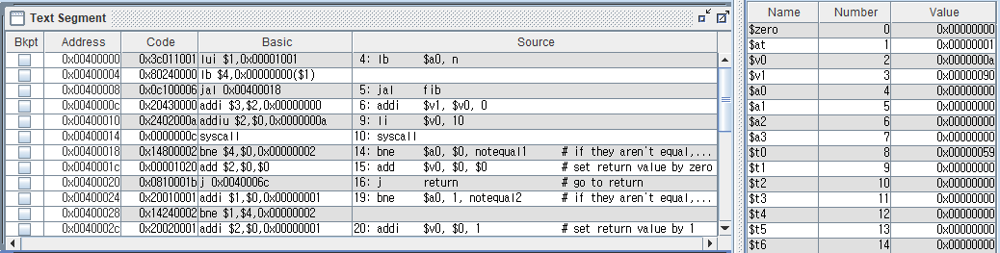 Text Segment
Bkpt Address Code Basic Source
0x00400000 0x3c011001 lui $1,0x00001001 4: lb $a0, n
0x00400004 0x80240000 lb $4,0x00000000($1)
0x00400008 0x0c100006 jal 0x00400018 5: jal fib
0x0040000c 0x20430000 addi $3,$2,0x00000000 6: addi $v1, $v0, 0
0x00400010 0x2402000a addiu $2,$0,0x0000000a 9: li $v0, 10
0x00400014 0x0000000c syscall 10: syscall
0x00400018 0x14800002 bne $4,$0,0x00000002 14: bne $a0, $0, notequal1 # if they aren't equal,...
0x0040001c 0x00001020 add $2,$0,$0 15: add $v0, $0, $0 # set return value by zero
0x00400020 0x0810001b j 0x0040006c 16: j return # go to return
0x00400024 0x20010001 addi $1,$0,0x00000001 19: bne $a0, 1, notequal2 # if they aren't equal,...
0x00400028 0x14240002 bne $1,$4,0x00000002
0x0040002c 0x20020001 addi $2,$0,0x00000001 20: addi $v0, $0, 1 # set return value by 1
Name Number Value
$zero 0 0x00000000
$at 1 0x00000001
$v0 2 0x0000000a
$v1 3 0x00000090
$a0 4 0x00000000
$a1 5 0x00000000
$a2 6 0x00000000
$a3 7 0x00000000
$t0 8 0x00000059
$t1 9 0x00000000
$t2 10 0x00000000
$t3 11 0x00000000
$t4 12 0x00000000
$t5 13 0x00000000
$t6 14 0x00000000